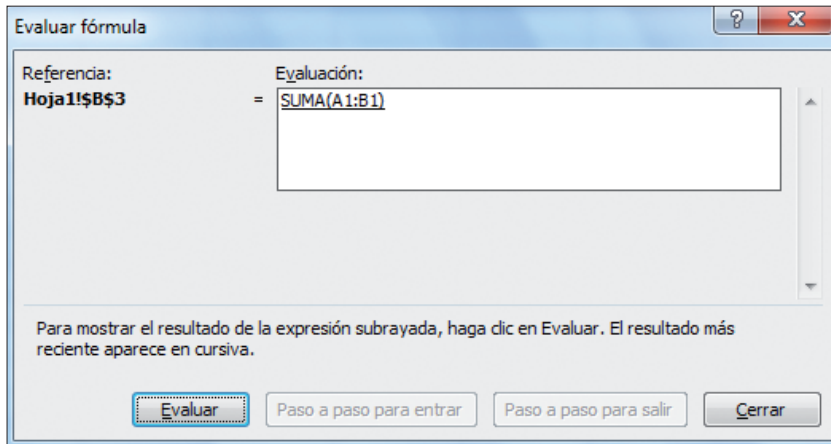 Evaluar fórmula
Referencia:
Evaluación:
Hoja1!$B$3
=
SUMA(A1:B1)
Para mostrar el resultado de la expresión subrayada, haga clic en Evaluar. El resultado más
reciente aparece en cursiva.
Evaluar
Paso a paso para entrar
Paso a paso para salir
Cerrar